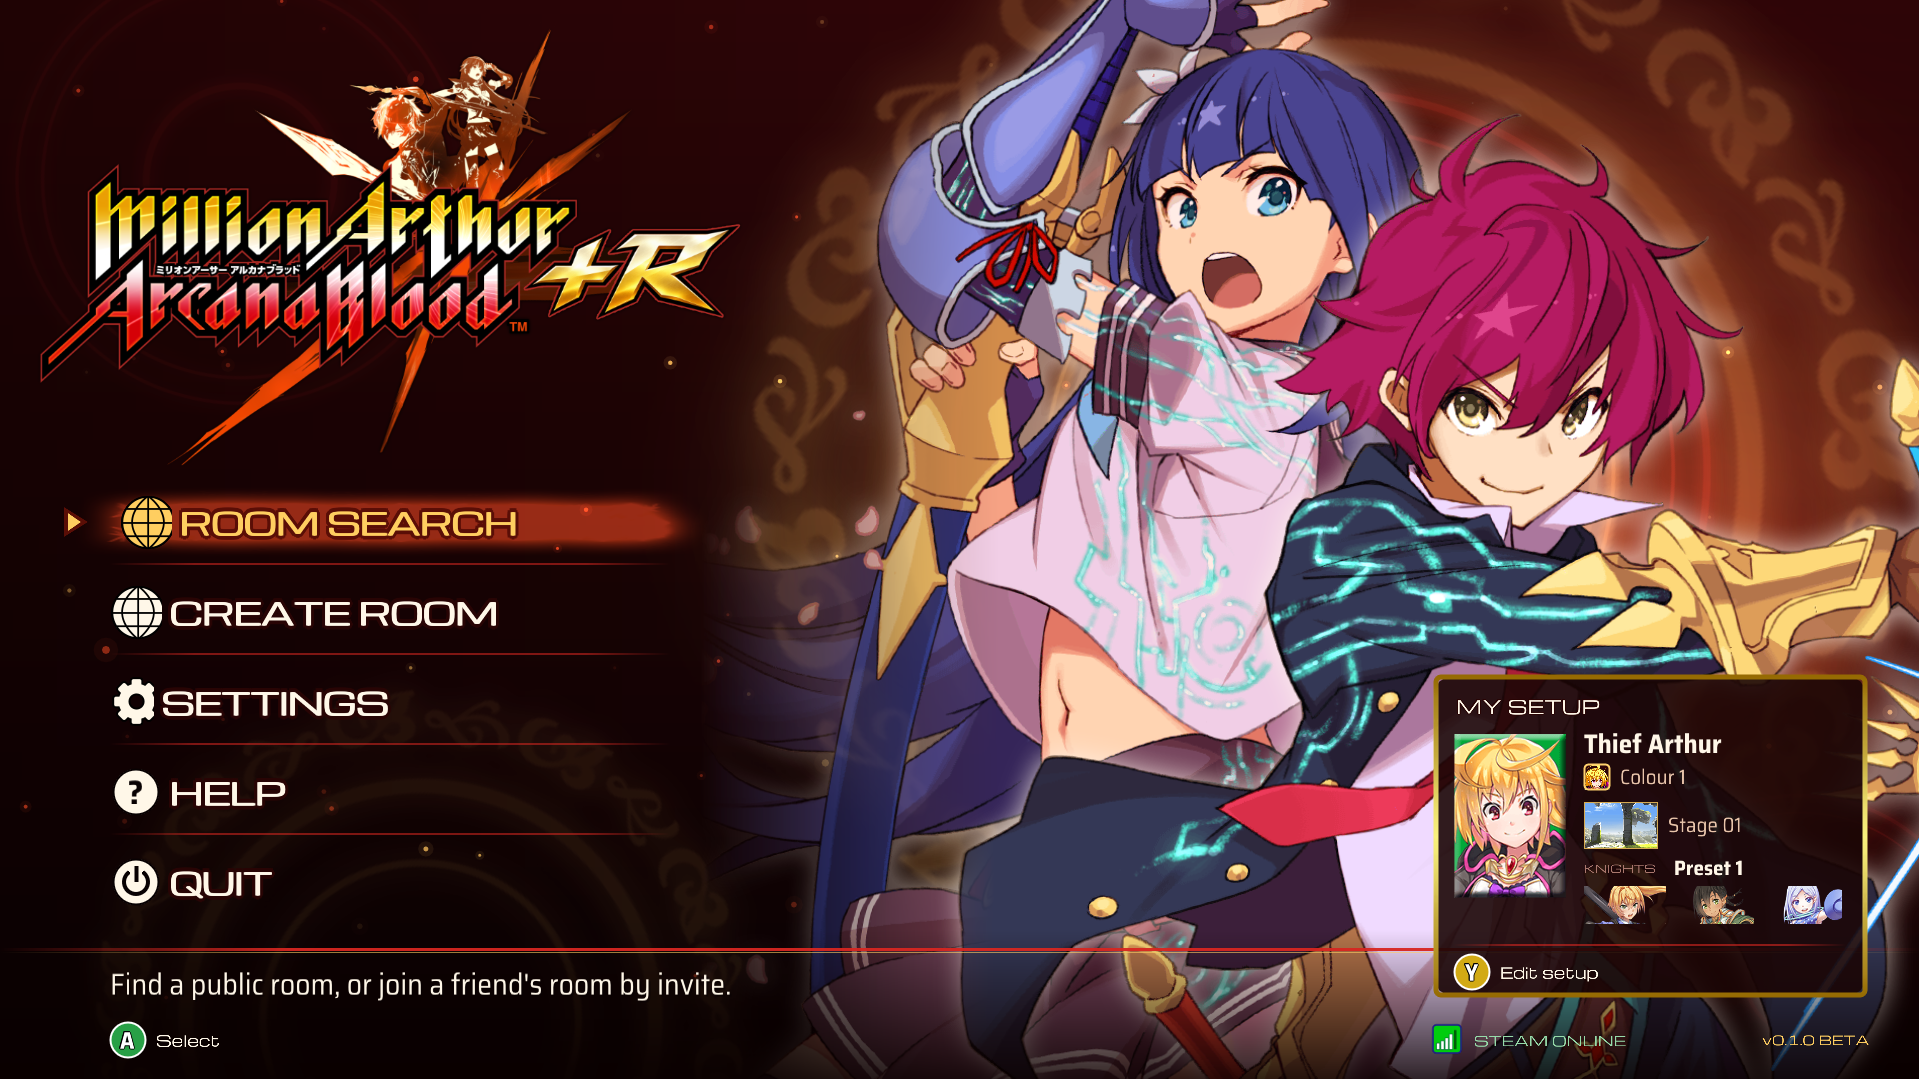 Million Arthur
ミリオンアーサー アルカナブラッド
Arcana Blood +R
TM
ROOM SEARCH
CREATE ROOM
SETTINGS
? HELP
QUIT
Find a public room, or join a friend's room by invite.
A Select
MY SETUP
Thief Arthur
Colour 1
Stage 01
KNIGHTS Preset 1
Y Edit setup
STEAM ONLINE
v0.1.0 BETA